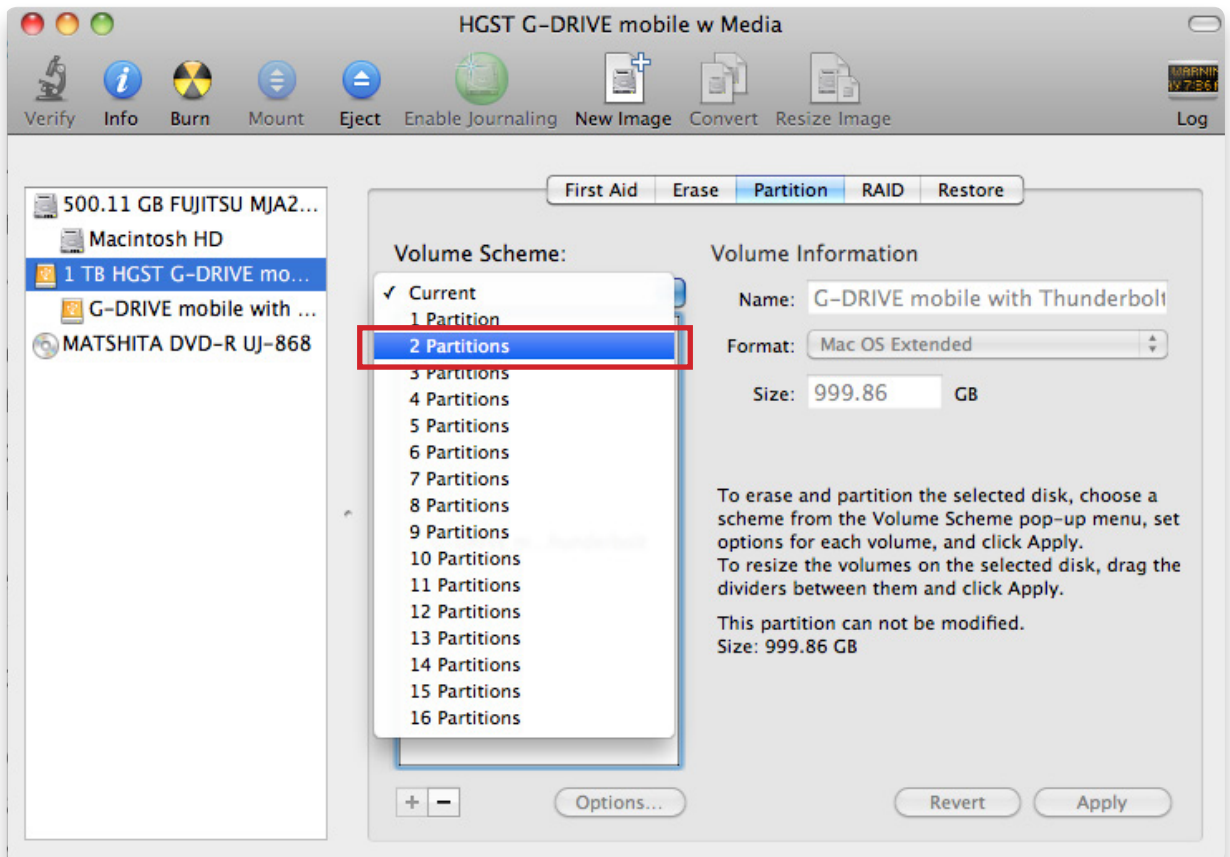 HGST G-DRIVE mobile w Media
Verify Info Burn Mount Eject Enable Journaling New Image Convert Resize Image Log
500.11 GB FUJITSU MJA2...
Macintosh HD
1 TB HGST G-DRIVE mo...
G-DRIVE mobile with ...
MATSHITA DVD-R UJ-868
First Aid Erase Partition RAID Restore
Volume Scheme:
✓ Current
1 Partition
2 Partitions
3 Partitions
4 Partitions
5 Partitions
6 Partitions
7 Partitions
8 Partitions
9 Partitions
10 Partitions
11 Partitions
12 Partitions
13 Partitions
14 Partitions
15 Partitions
16 Partitions
+ − Options...
Volume Information
Name: G-DRIVE mobile with Thunderbolt
Format: Mac OS Extended
Size: 999.86 GB
To erase and partition the selected disk, choose a
scheme from the Volume Scheme pop-up menu, set
options for each volume, and click Apply.
To resize the volumes on the selected disk, drag the
dividers between them and click Apply.
This partition can not be modified.
Size: 999.86 GB
Revert Apply